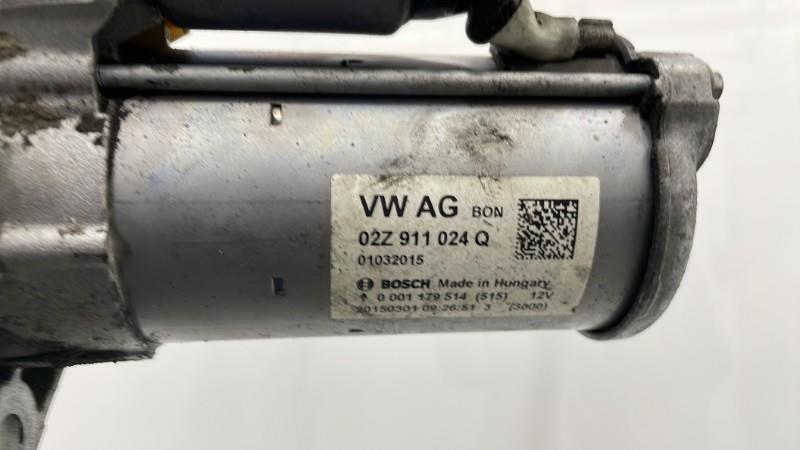 VW AG BON
02Z 911 024 Q
01032015
BOSCH Made in Hungary
↑ 0 001 179 514 (515) 12V
20150301 09:26:51 3 (3000)